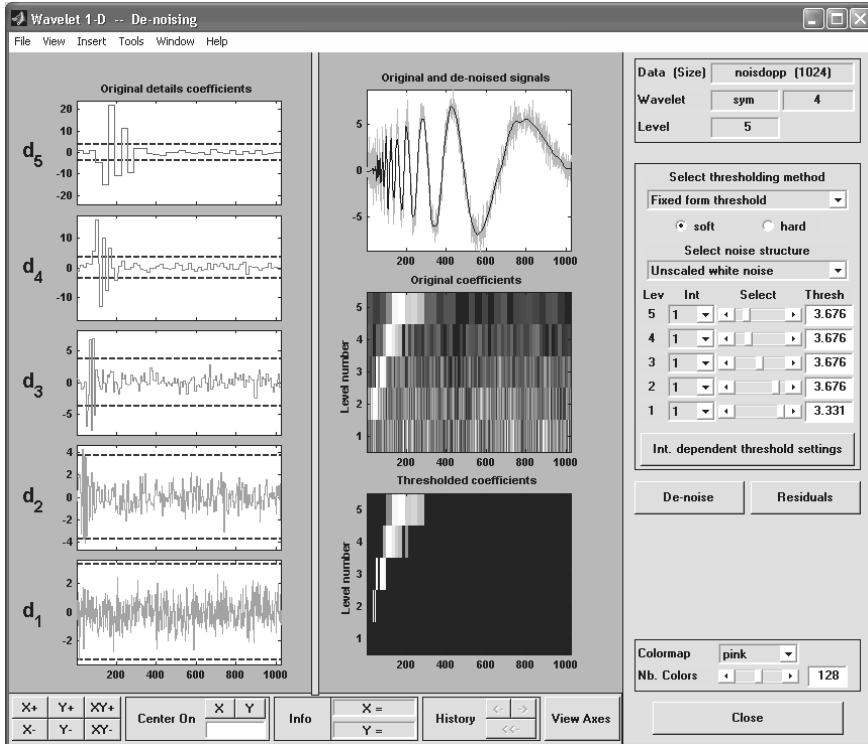 Wavelet 1-D -- De-noising
File View Insert Tools Window Help
Original details coefficients
d5
20
10
0
-10
-20
d4
10
0
-10
d3
5
0
-5
d2
4
2
0
-2
-4
d1
2
0
-2
200 400 600 800 1000
Original and de-noised signals
5
0
-5
200 400 600 800 1000
Original coefficients
Level number
5
4
3
2
1
200 400 600 800 1000
Thresholded coefficients
Level number
5
4
3
2
1
200 400 600 800 1000
Data (Size) noisdopp (1024)
Wavelet sym 4
Level 5
Select thresholding method
Fixed form threshold
soft hard
Select noise structure
Unscaled white noise
Lev Int Select Thresh
5 1 3.676
4 1 3.676
3 1 3.676
2 1 3.676
1 1 3.331
Int. dependent threshold settings
De-noise Residuals
Colormap pink
Nb. Colors 128
Close
X+ Y+ XY+
X- Y- XY-
Center On X Y
Info X =
Y =
History <- ->
<<-
View Axes